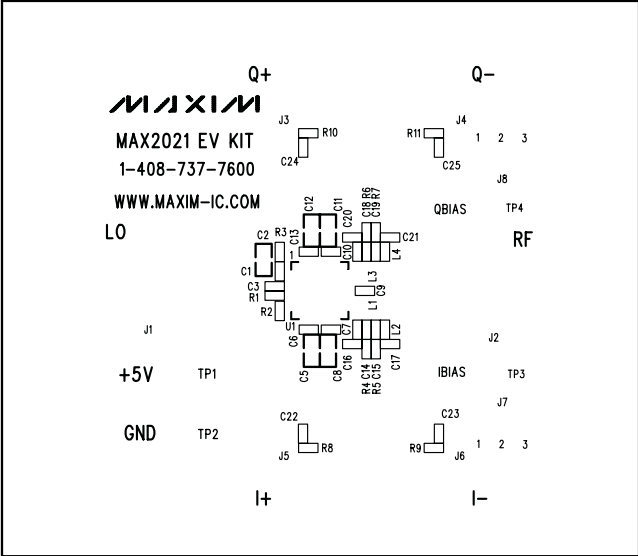 Q+
Q-
MAXIM
J3
R10
R11
J4
1 2 3
MAX2021 EV KIT
C24
C25
1-408-737-7600
J8
WWW.MAXIM-IC.COM
C12
C11
C20
C18
R6
C19
R7
QBIAS
TP4
LO
C2
R3
C13
C10
C21
L4
RF
1
C1
C3
R1
R2
L3
C9
L1
J1
U1
C6
C7
L2
J2
C16
C17
+5V
TP1
C5
C8
R4
C14
R5
C15
IBIAS
TP3
J7
GND
TP2
C22
C23
J5
R8
R9
J6
1 2 3
I+
I-